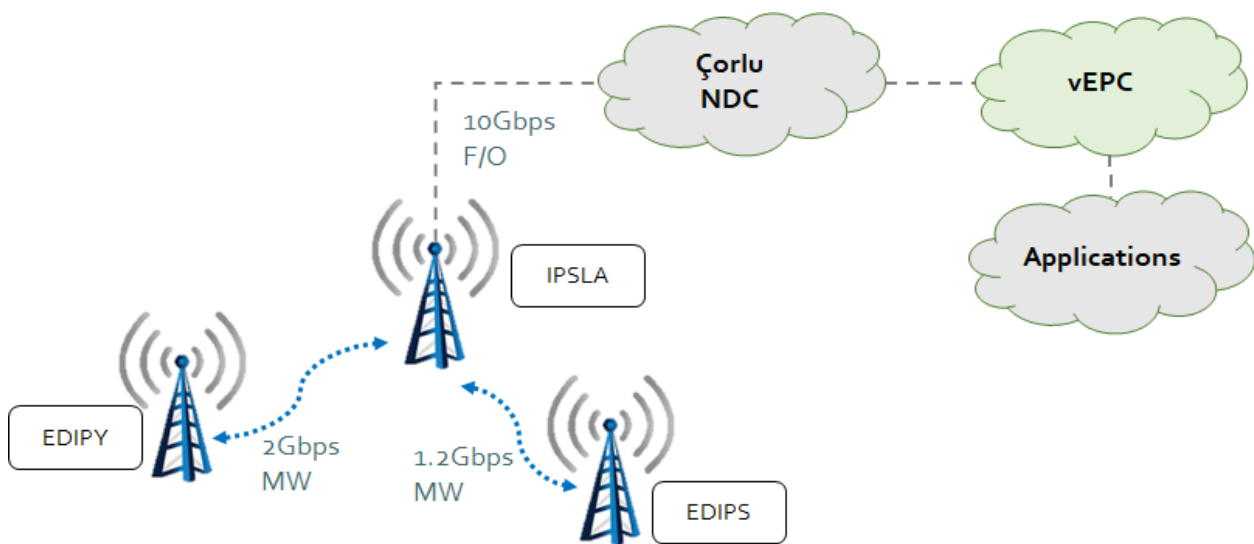 Çorlu
NDC
vEPC
10Gbps
F/O
Applications
IPSLA
EDIPY
2Gbps
MW
1.2Gbps
MW
EDIPS